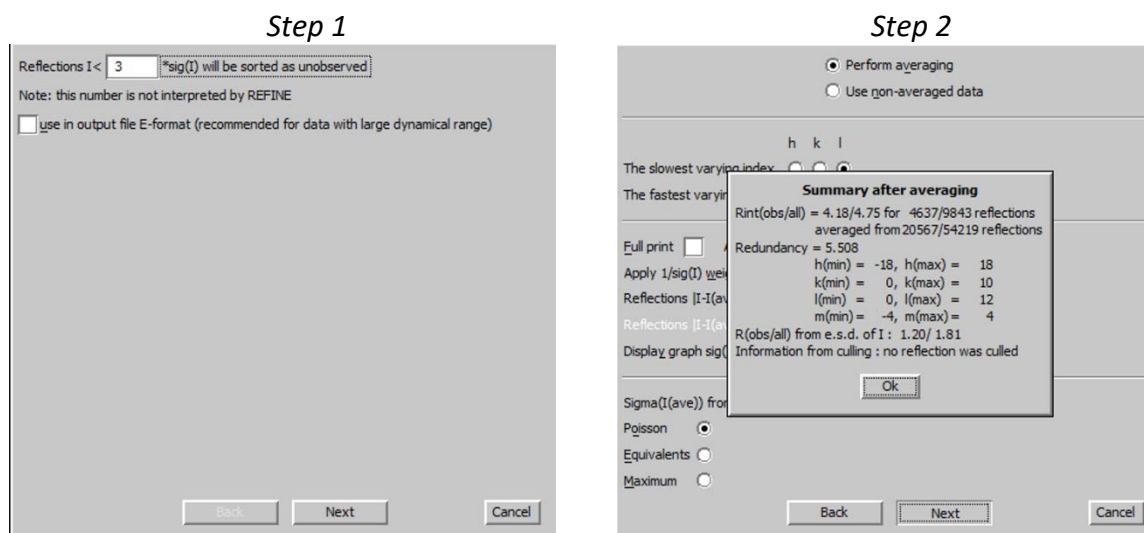 Step 1
Reflections I< 3 *sig(I) will be sorted as unobserved
Note: this number is not interpreted by REFINE
use in output file E-format (recommended for data with large dynamical range)
Back Next Cancel
Step 2
Perform averaging
Use non-averaged data
h k l
The slowest varying index
The fastest
Summary after averaging
Rint(obs/all) = 4.18/4.75 for 4637/9843 reflections
averaged from 20567/54219 reflections
Redundancy = 5.508
h(min) = -18, h(max) = 18
k(min) = 0, k(max) = 10
l(min) = 0, l(max) = 12
m(min) = -4, m(max) = 4
R(obs/all) from e.s.d. of I : 1.20/ 1.81
Information from culling : no reflection was culled
Ok
Full print
Apply 1/sig(I)
Reflections
Reflections
Display graph
Sigma(I(ave))
Poisson
Equivalents
Maximum
Back Next Cancel